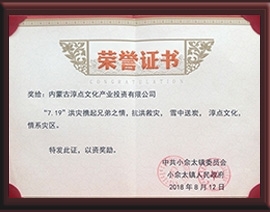 荣誉证书
CONGRATULATION
奖给：内蒙古淳点文化产业投资有限公司
“7.19”洪灾携起兄弟之情，抗洪救灾，雪中送炭，淳点文化，
情系灾区。
特发此证，以资奖励。
中共小佘太镇委员会
小佘太镇人民政府
2018年8月12日